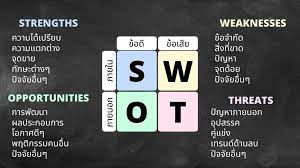 STRENGTHS
ความได้เปรียบ
ความแตกต่าง
จุดขาย
ทักษะต่างๆ
ปัจจัยอื่นๆ
WEAKNESSES
ข้อจำกัด
สิ่งที่ขาด
ปัญหา
จุดด้อย
ปัจจัยอื่นๆ
ข้อดี
ข้อเสีย
ภายใน
S
W
ภายนอก
O
T
OPPORTUNITIES
การพัฒนา
ผลประกอบการ
โอกาสดีๆ
พฤติกรรมคนอื่น
ปัจจัยอื่นๆ
THREATS
ปัญหาภายนอก
อุปสรรค
คู่แข่ง
เทรนด์ด้านลบ
ปัจจัยอื่นๆ